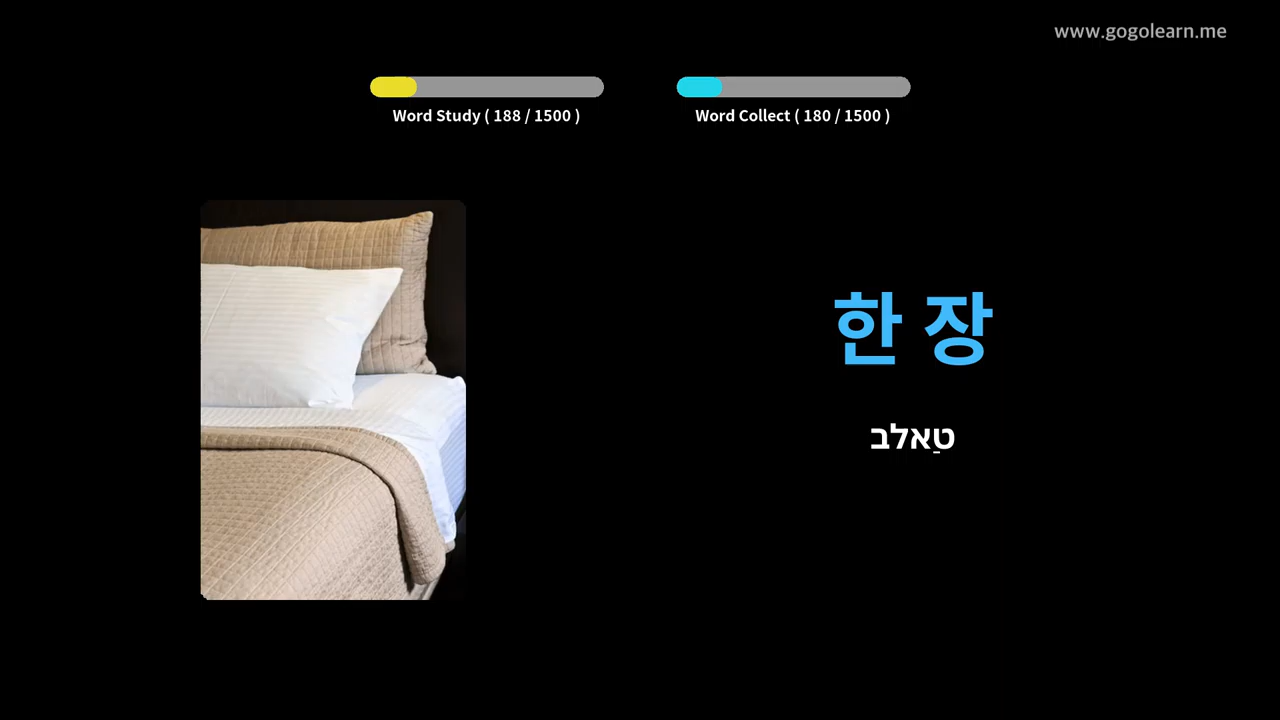 www.gogolearn.me
Word Study ( 188 / 1500 )
Word Collect ( 180 / 1500 )
한 장
טַאלב